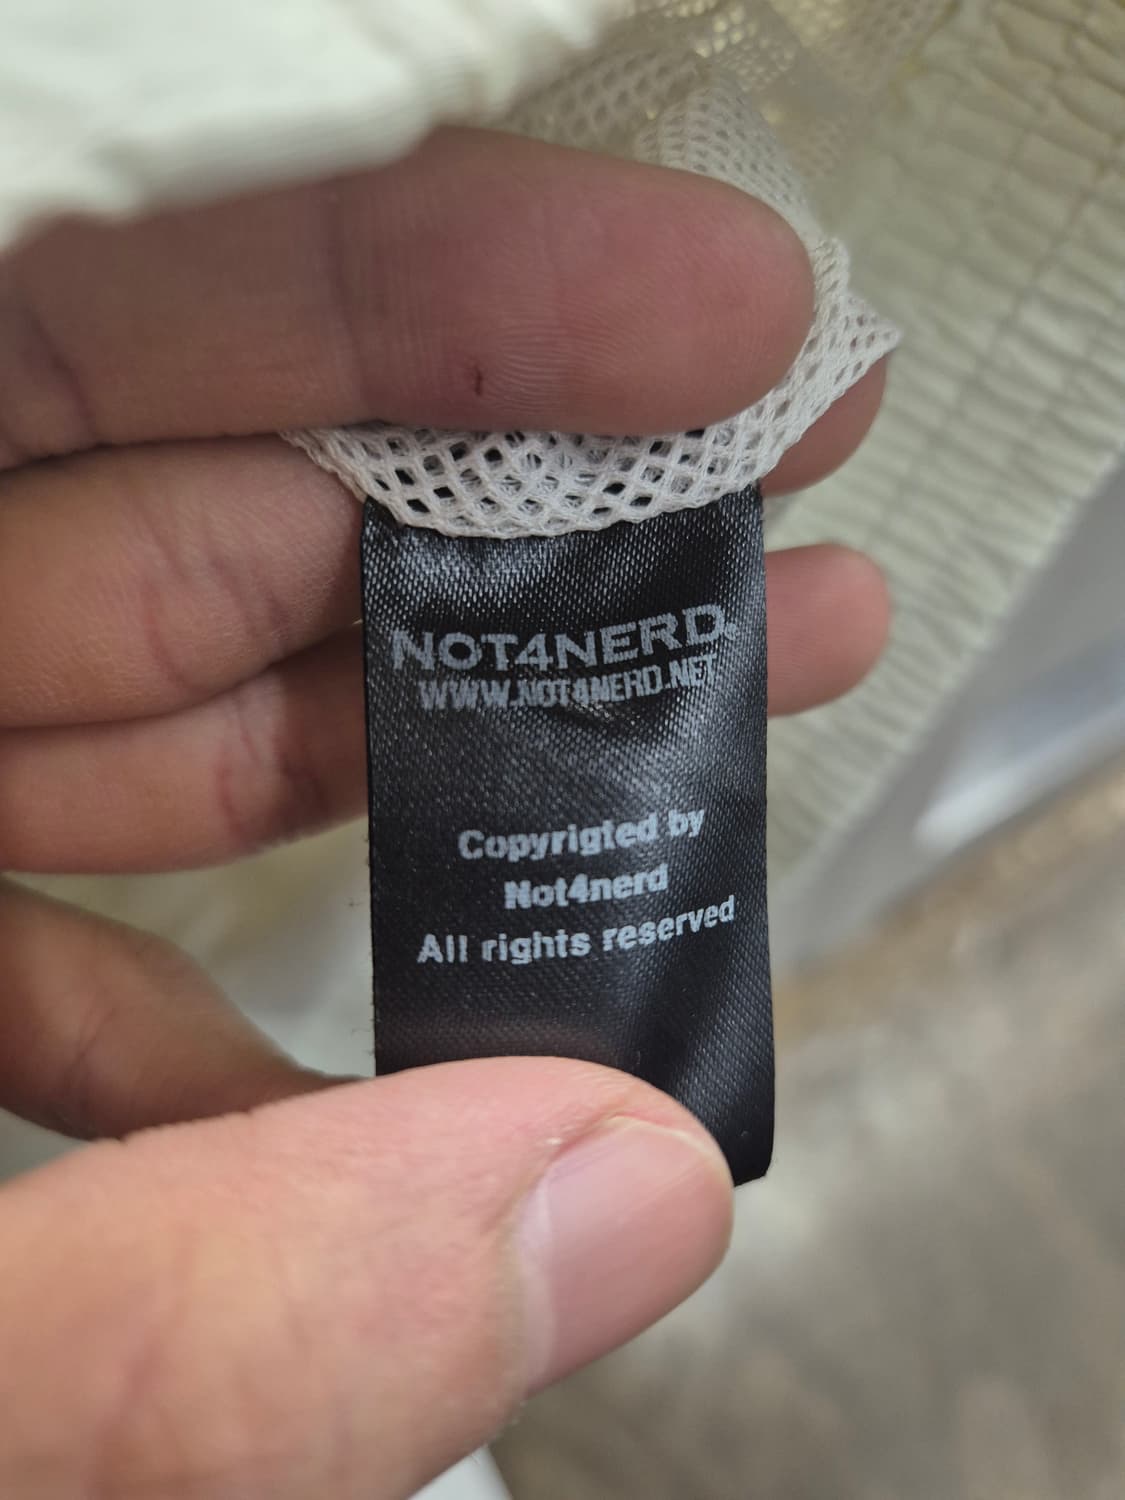 NOT4NERD®
WWW.NOT4NERD.NET
Copyrigted by
Not4nerd
All rights reserved